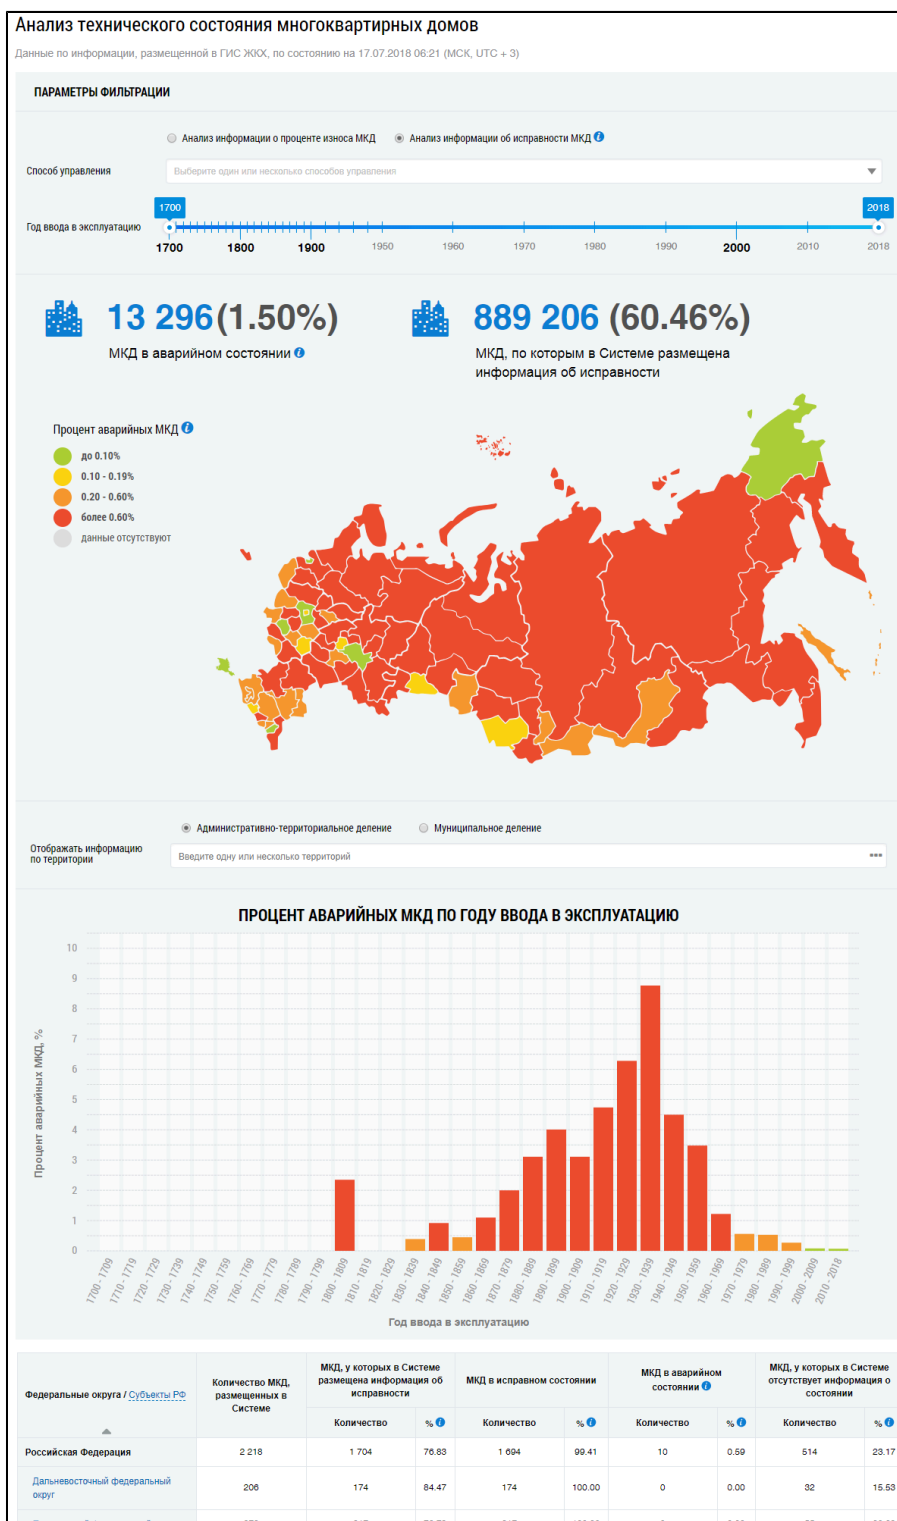 Анализ технического состояния многоквартирных домов
Данные по информации, размещенной в ГИС ЖКХ, по состоянию на 17.07.2018 06:21 (МСК, UTC + 3)
ПАРАМЕТРЫ ФИЛЬТРАЦИИ
Анализ информации о проценте износа МКД Анализ информации об исправности МКД
Способ управления Выберите один или несколько способов управления
1700 2018
Год ввода в эксплуатацию
1700 1800 1900 1950 1960 1970 1980 1990 2000 2010 2018
13 296 (1.50%) 889 206 (60.46%)
МКД в аварийном состоянии МКД, по которым в Системе размещена
информация об исправности
Процент аварийных МКД
до 0.10%
0.10 - 0.19%
0.20 - 0.60%
более 0.60%
данные отсутствуют
Административно-территориальное деление Муниципальное деление
Отображать информацию
по территории
Введите одну или несколько территорий
ПРОЦЕНТ АВАРИЙНЫХ МКД ПО ГОДУ ВВОДА В ЭКСПЛУАТАЦИЮ
Процент аварийных МКД, %
10
9
8
7
6
5
4
3
2
1
0
1700 - 1709 1710 - 1719 1720 - 1729 1730 - 1739 1740 - 1749 1750 - 1759 1760 - 1769 1770 - 1779 1780 - 1789 1790 - 1799 1800 - 1809 1810 - 1819 1820 - 1829 1830 - 1839 1840 - 1849 1850 - 1859 1860 - 1869 1870 - 1879 1880 - 1889 1890 - 1899 1900 - 1909 1910 - 1919 1920 - 1929 1930 - 1939 1940 - 1949 1950 - 1959 1960 - 1969 1970 - 1979 1980 - 1989 1990 - 1999 2000 - 2009 2010 - 2018
Год ввода в эксплуатацию
Федеральные округа / Субъекты РФ
Количество МКД,
размещенных в
Системе
МКД, у которых в Системе
размещена информация об
исправности
МКД в исправном состоянии
МКД в аварийном
состоянии
МКД, у которых в Системе
отсутствует информация о
состоянии
Количество % Количество % Количество % Количество %
Российская Федерация 2 218 1 704 76.83 1 694 99.41 10 0.59 514 23.17
Дальневосточный федеральный
округ
206 174 84.47 174 100.00 0 0.00 32 15.53